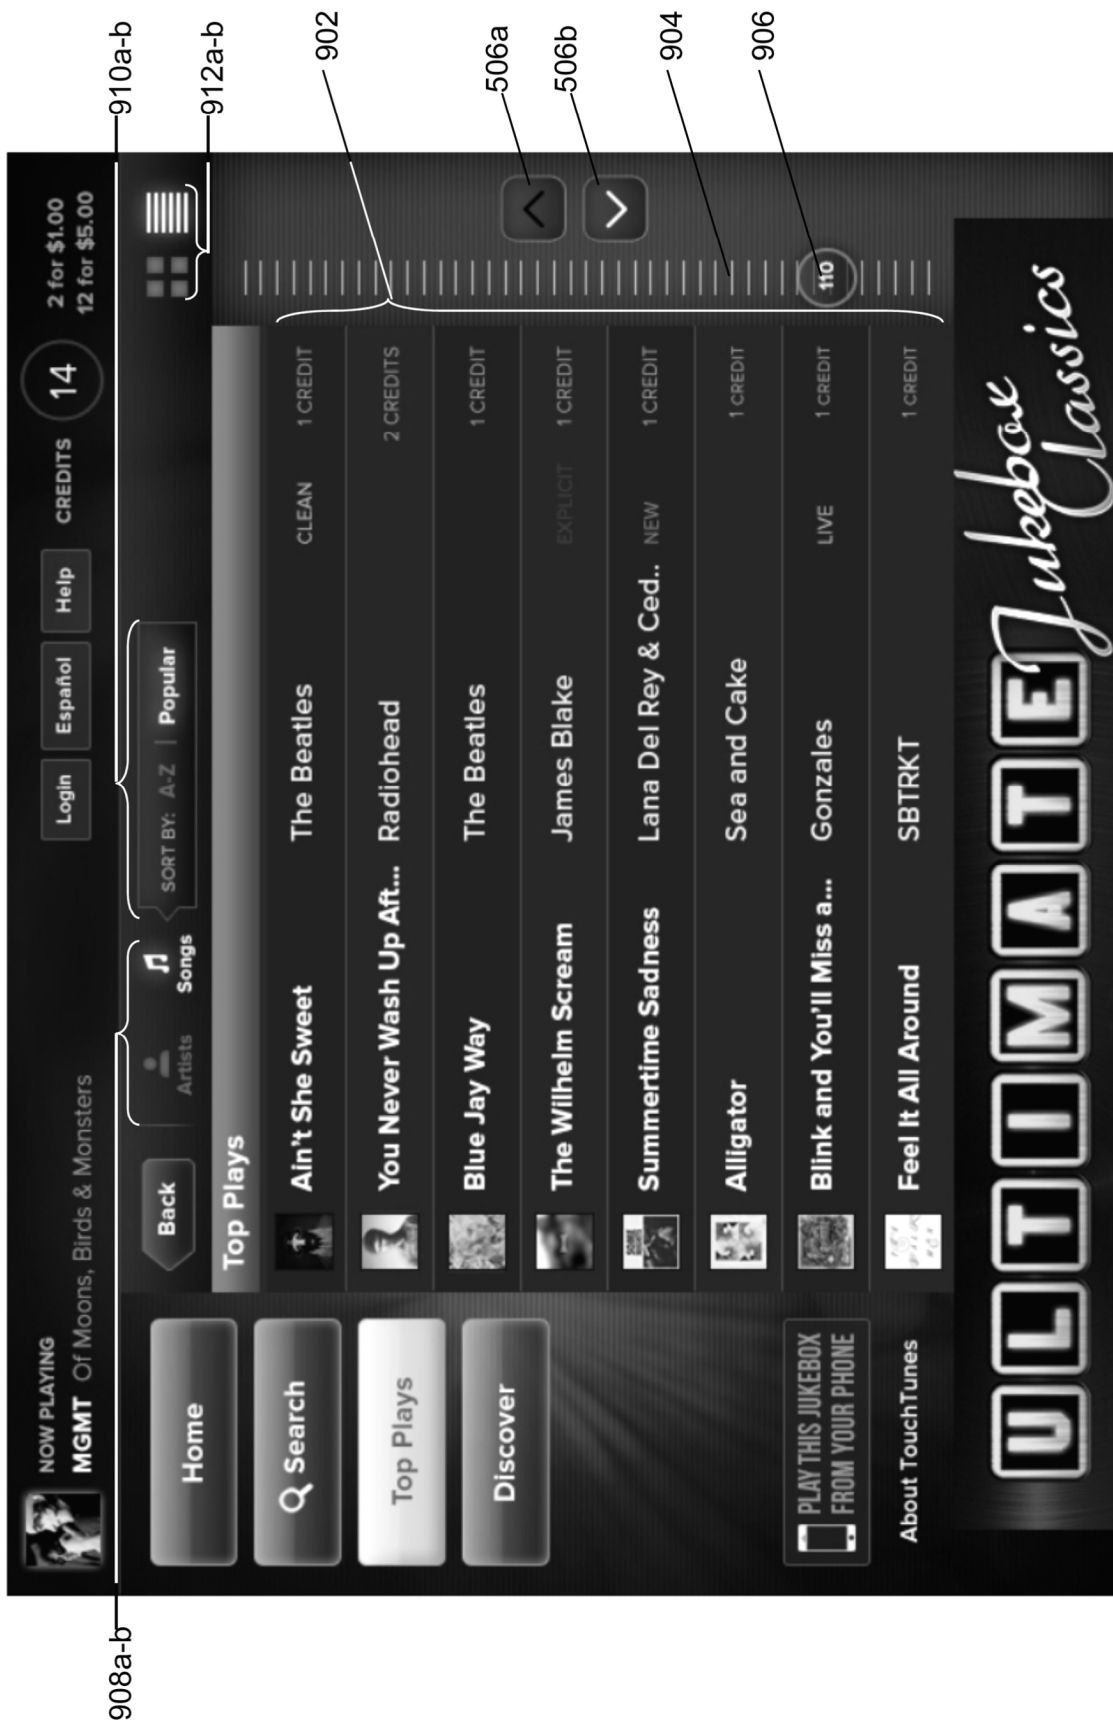 910a-b
912a-b
902
506a
506b
904
906
908a-b
NOW PLAYING
MGMT Of Moons, Birds & Monsters
Login
Español
Help
CREDITS
14
2 for $1.00
12 for $5.00
Back
Artists
Songs
SORT BY: A-Z | Popular
Home
Search
Top Plays
Discover
PLAY THIS JUKEBOX
FROM YOUR PHONE
About TouchTunes
Top Plays
Ain't She Sweet The Beatles CLEAN 1 CREDIT
You Never Wash Up Aft... Radiohead 2 CREDITS
Blue Jay Way The Beatles 1 CREDIT
The Wilhelm Scream James Blake EXPLICIT 1 CREDIT
Summertime Sadness Lana Del Rey & Ced.. NEW 1 CREDIT
Alligator Sea and Cake 1 CREDIT
Blink and You'll Miss a... Gonzales LIVE 1 CREDIT
Feel It All Around SBTRKT 1 CREDIT
110
ULTIMATE Jukebox
Classics